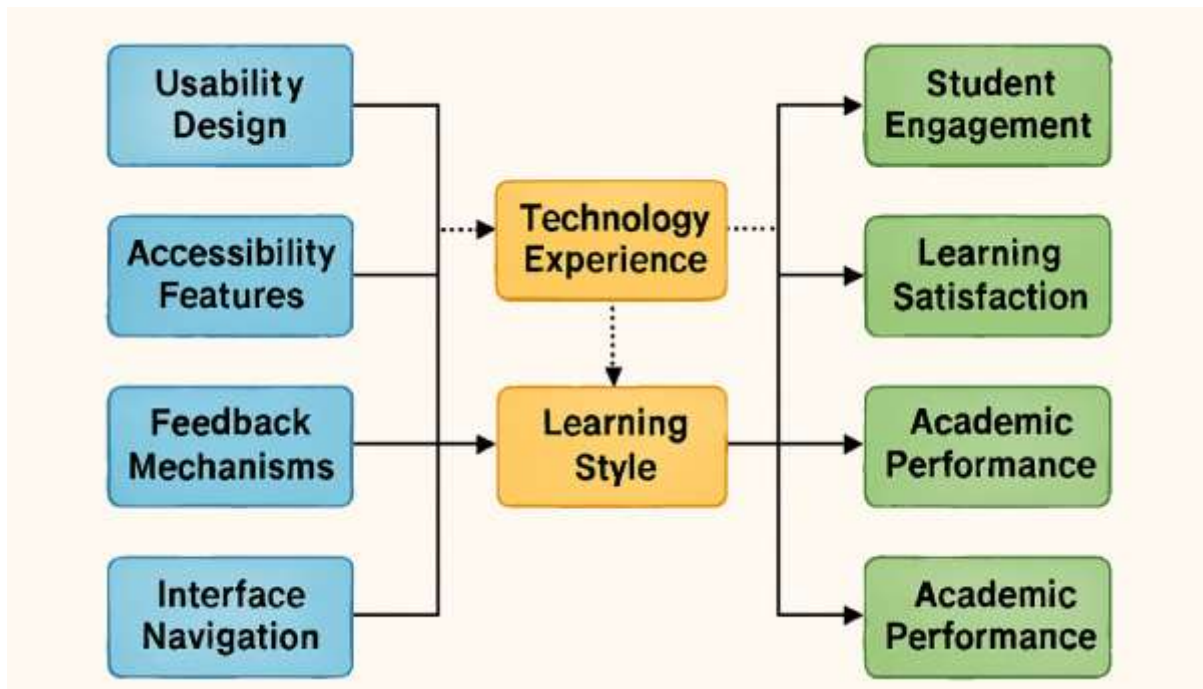 Usability
Design
Accessibility
Features
Feedback
Mechanisms
Interface
Navigation
Technology
Experience
Learning
Style
Student
Engagement
Learning
Satisfaction
Academic
Performance
Academic
Performance